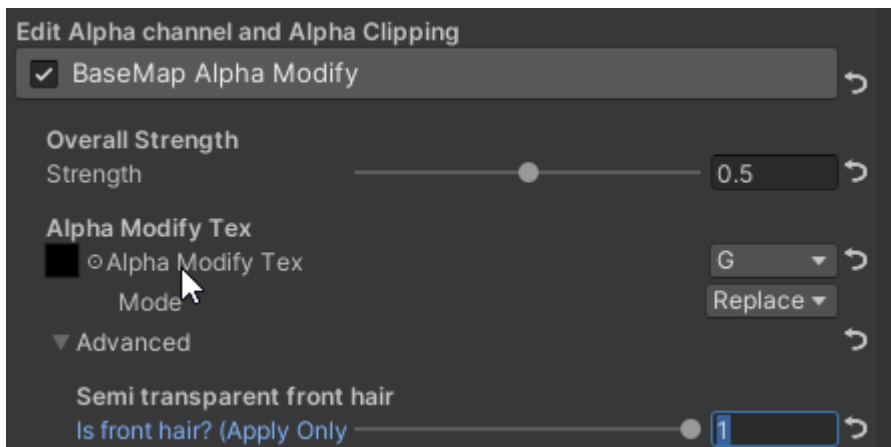 Edit Alpha channel and Alpha Clipping
BaseMap Alpha Modify
Overall Strength
Strength 0.5
Alpha Modify Tex
Alpha Modify Tex G
Mode Replace
Advanced
Semi transparent front hair
Is front hair? (Apply Only 1